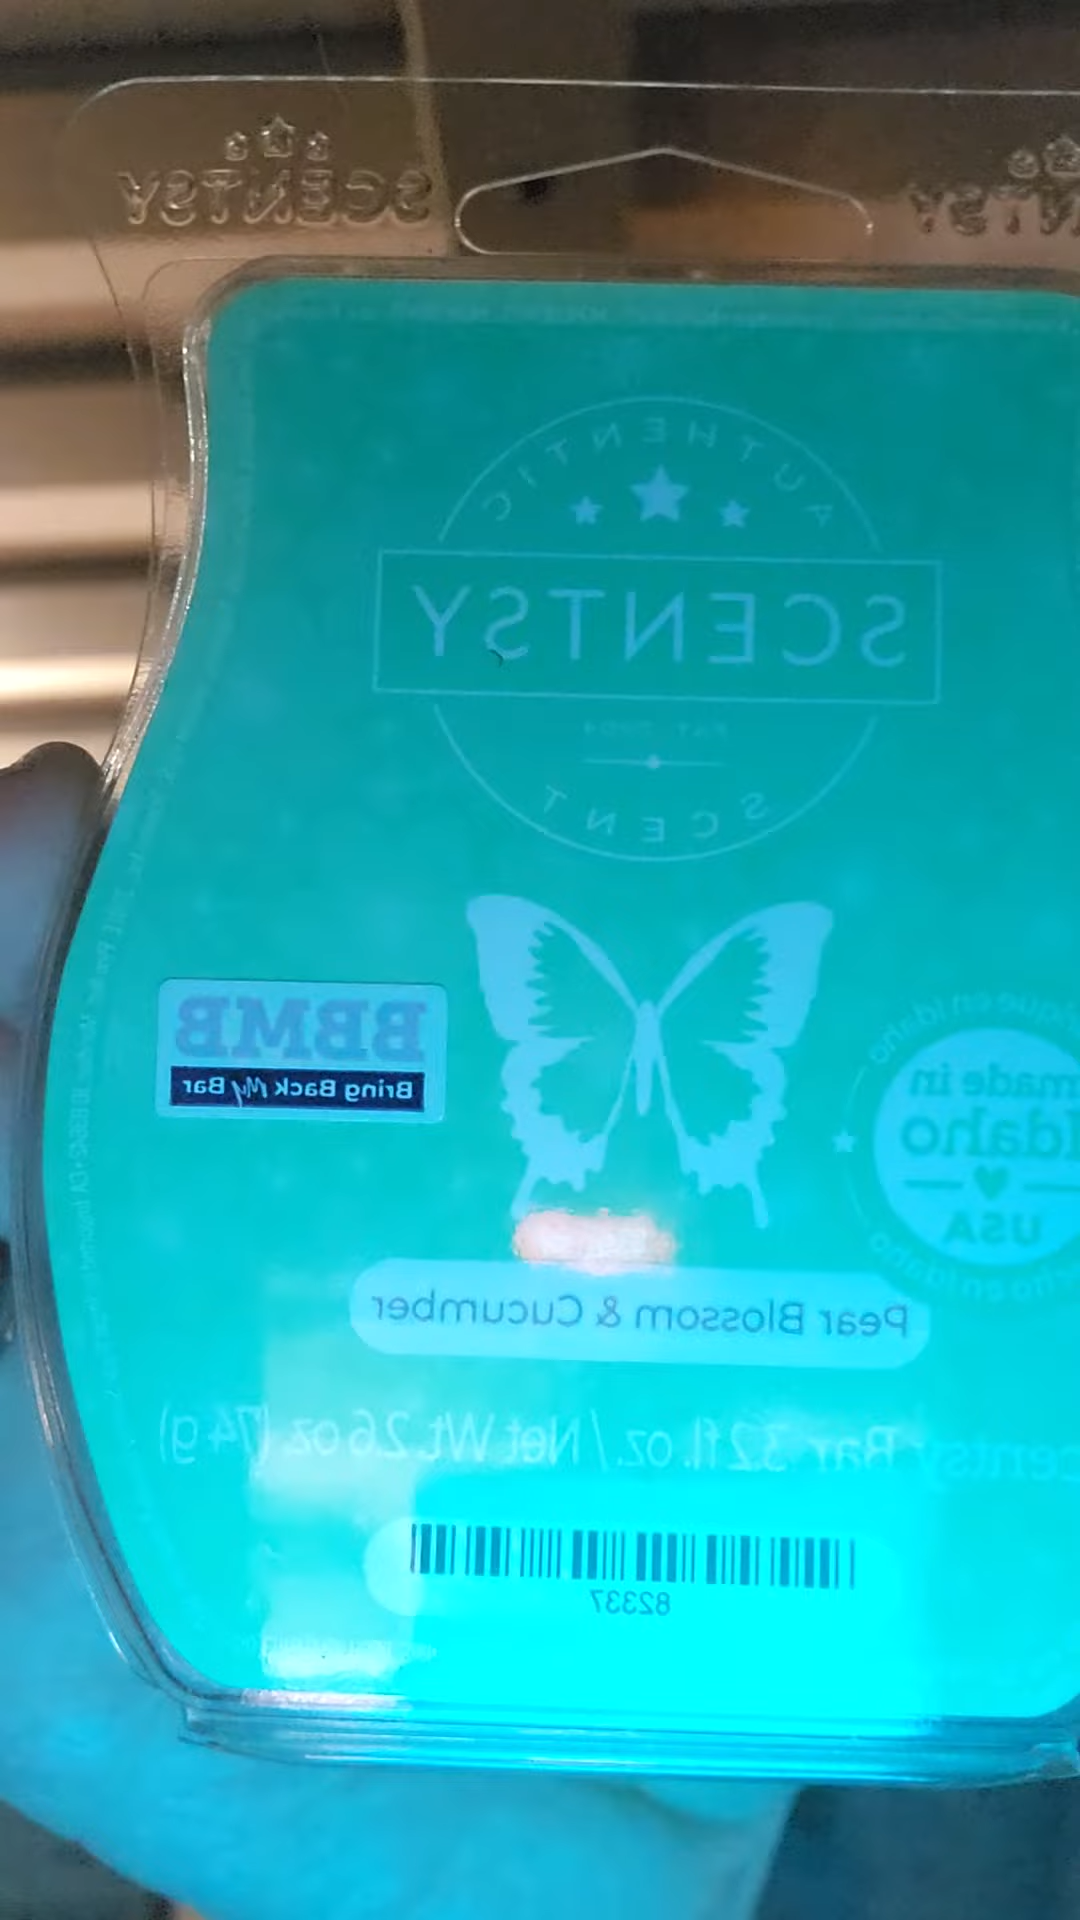 SCENTSY
AUTHENTIC
SCENTSY
SCENT
BBMB
Bring Back My Bar
made in
Idaho
USA
Pear Blossom & Cucumber
Bar 3.2 fl. oz. / Net Wt. 2.6 oz (74 g)
82337